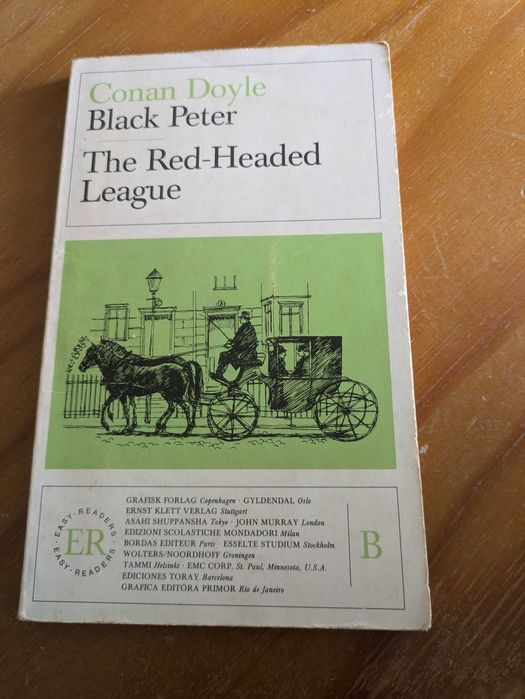 Conan Doyle
Black Peter
The Red-Headed
League
EASY-READERS
ER
EASY-READERS
GRAFISK FORLAG Copenhagen · GYLDENDAL Oslo
ERNST KLETT VERLAG Stuttgart
ASAHI SHUPPANSHA Tokyo · JOHN MURRAY London
EDIZIONI SCOLASTICHE MONDADORI Milan
BORDAS EDITEUR Paris · ESSELTE STUDIUM Stockholm
WOLTERS/NOORDHOFF Groningen
TAMMI Helsinki · EMC CORP. St. Paul, Minnesota, U.S.A.
EDICIONES TORAY, Barcelona
GRAFICA EDITÔRA PRIMOR Rio de Janeiro
B